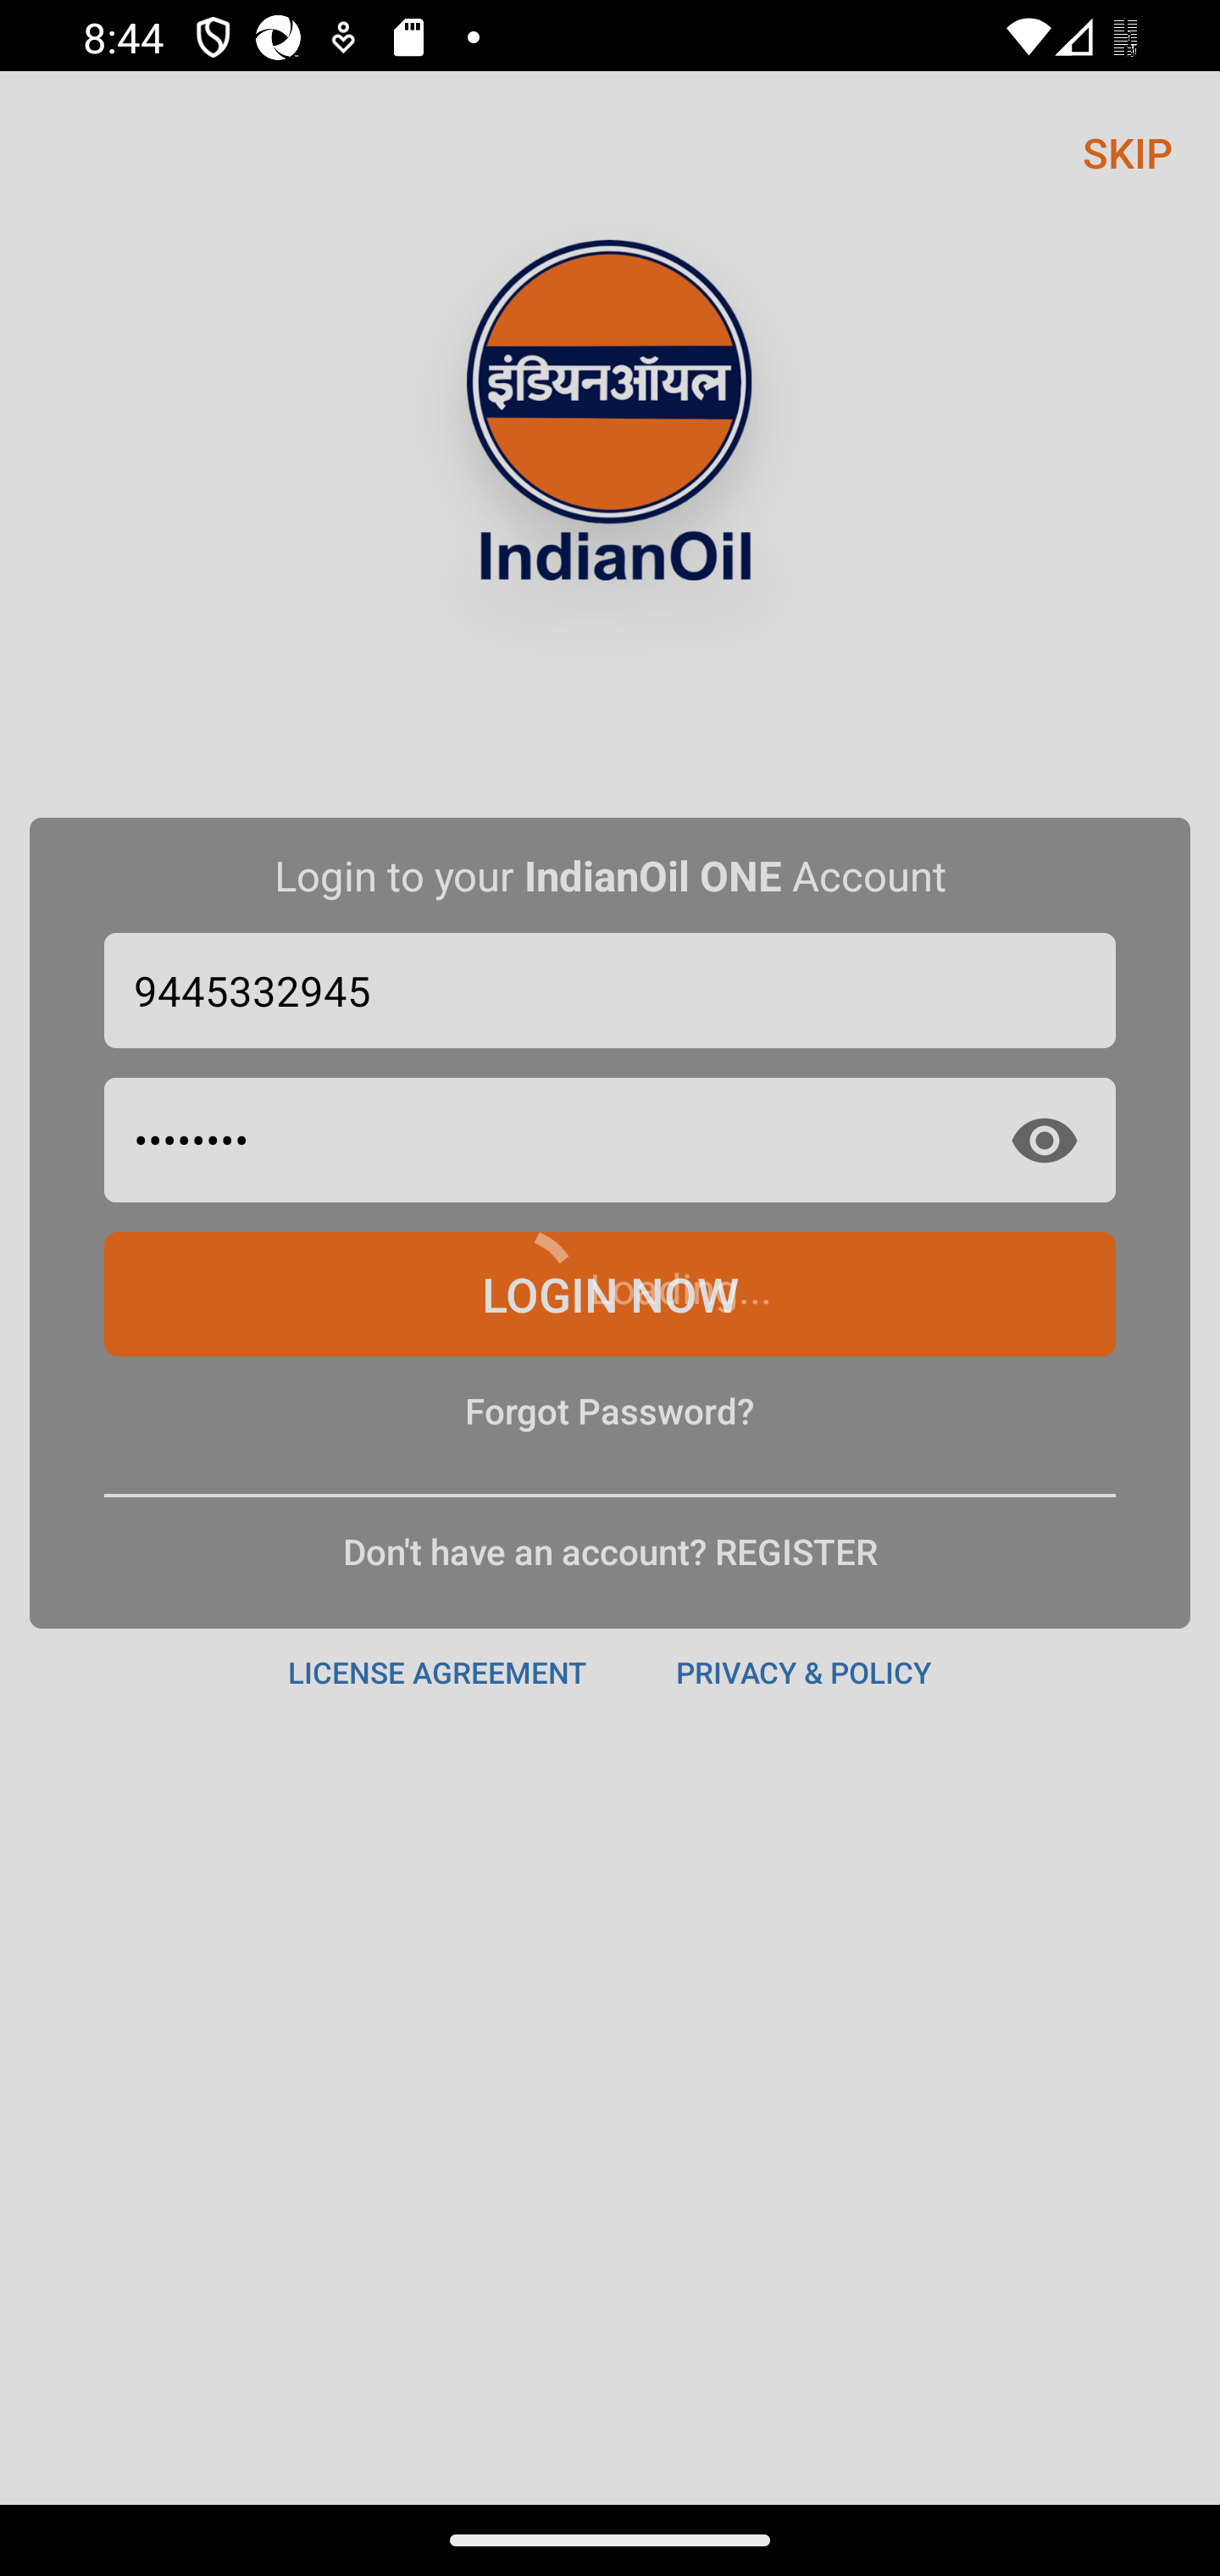 8:44
SKIP
इंडियनऑयल
IndianOil
Login to your IndianOil ONE Account
9445332945
••••••••
LOGIN NOW
Loading...
Forgot Password?
Don't have an account? REGISTER
LICENSE AGREEMENT PRIVACY & POLICY